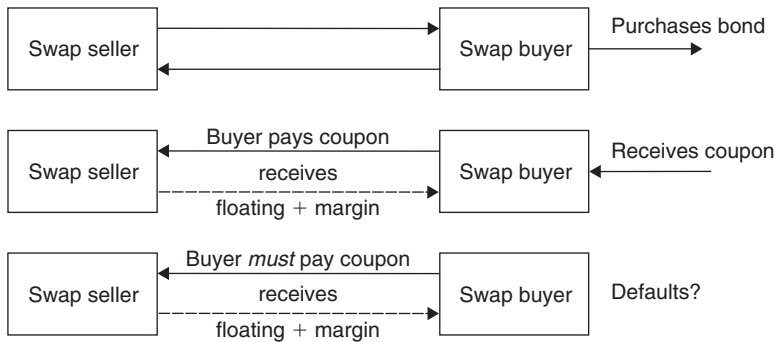 Swap seller
Swap buyer
Purchases bond
Swap seller
Buyer pays coupon
receives
floating + margin
Swap buyer
Receives coupon
Swap seller
Buyer must pay coupon
receives
floating + margin
Swap buyer
Defaults?